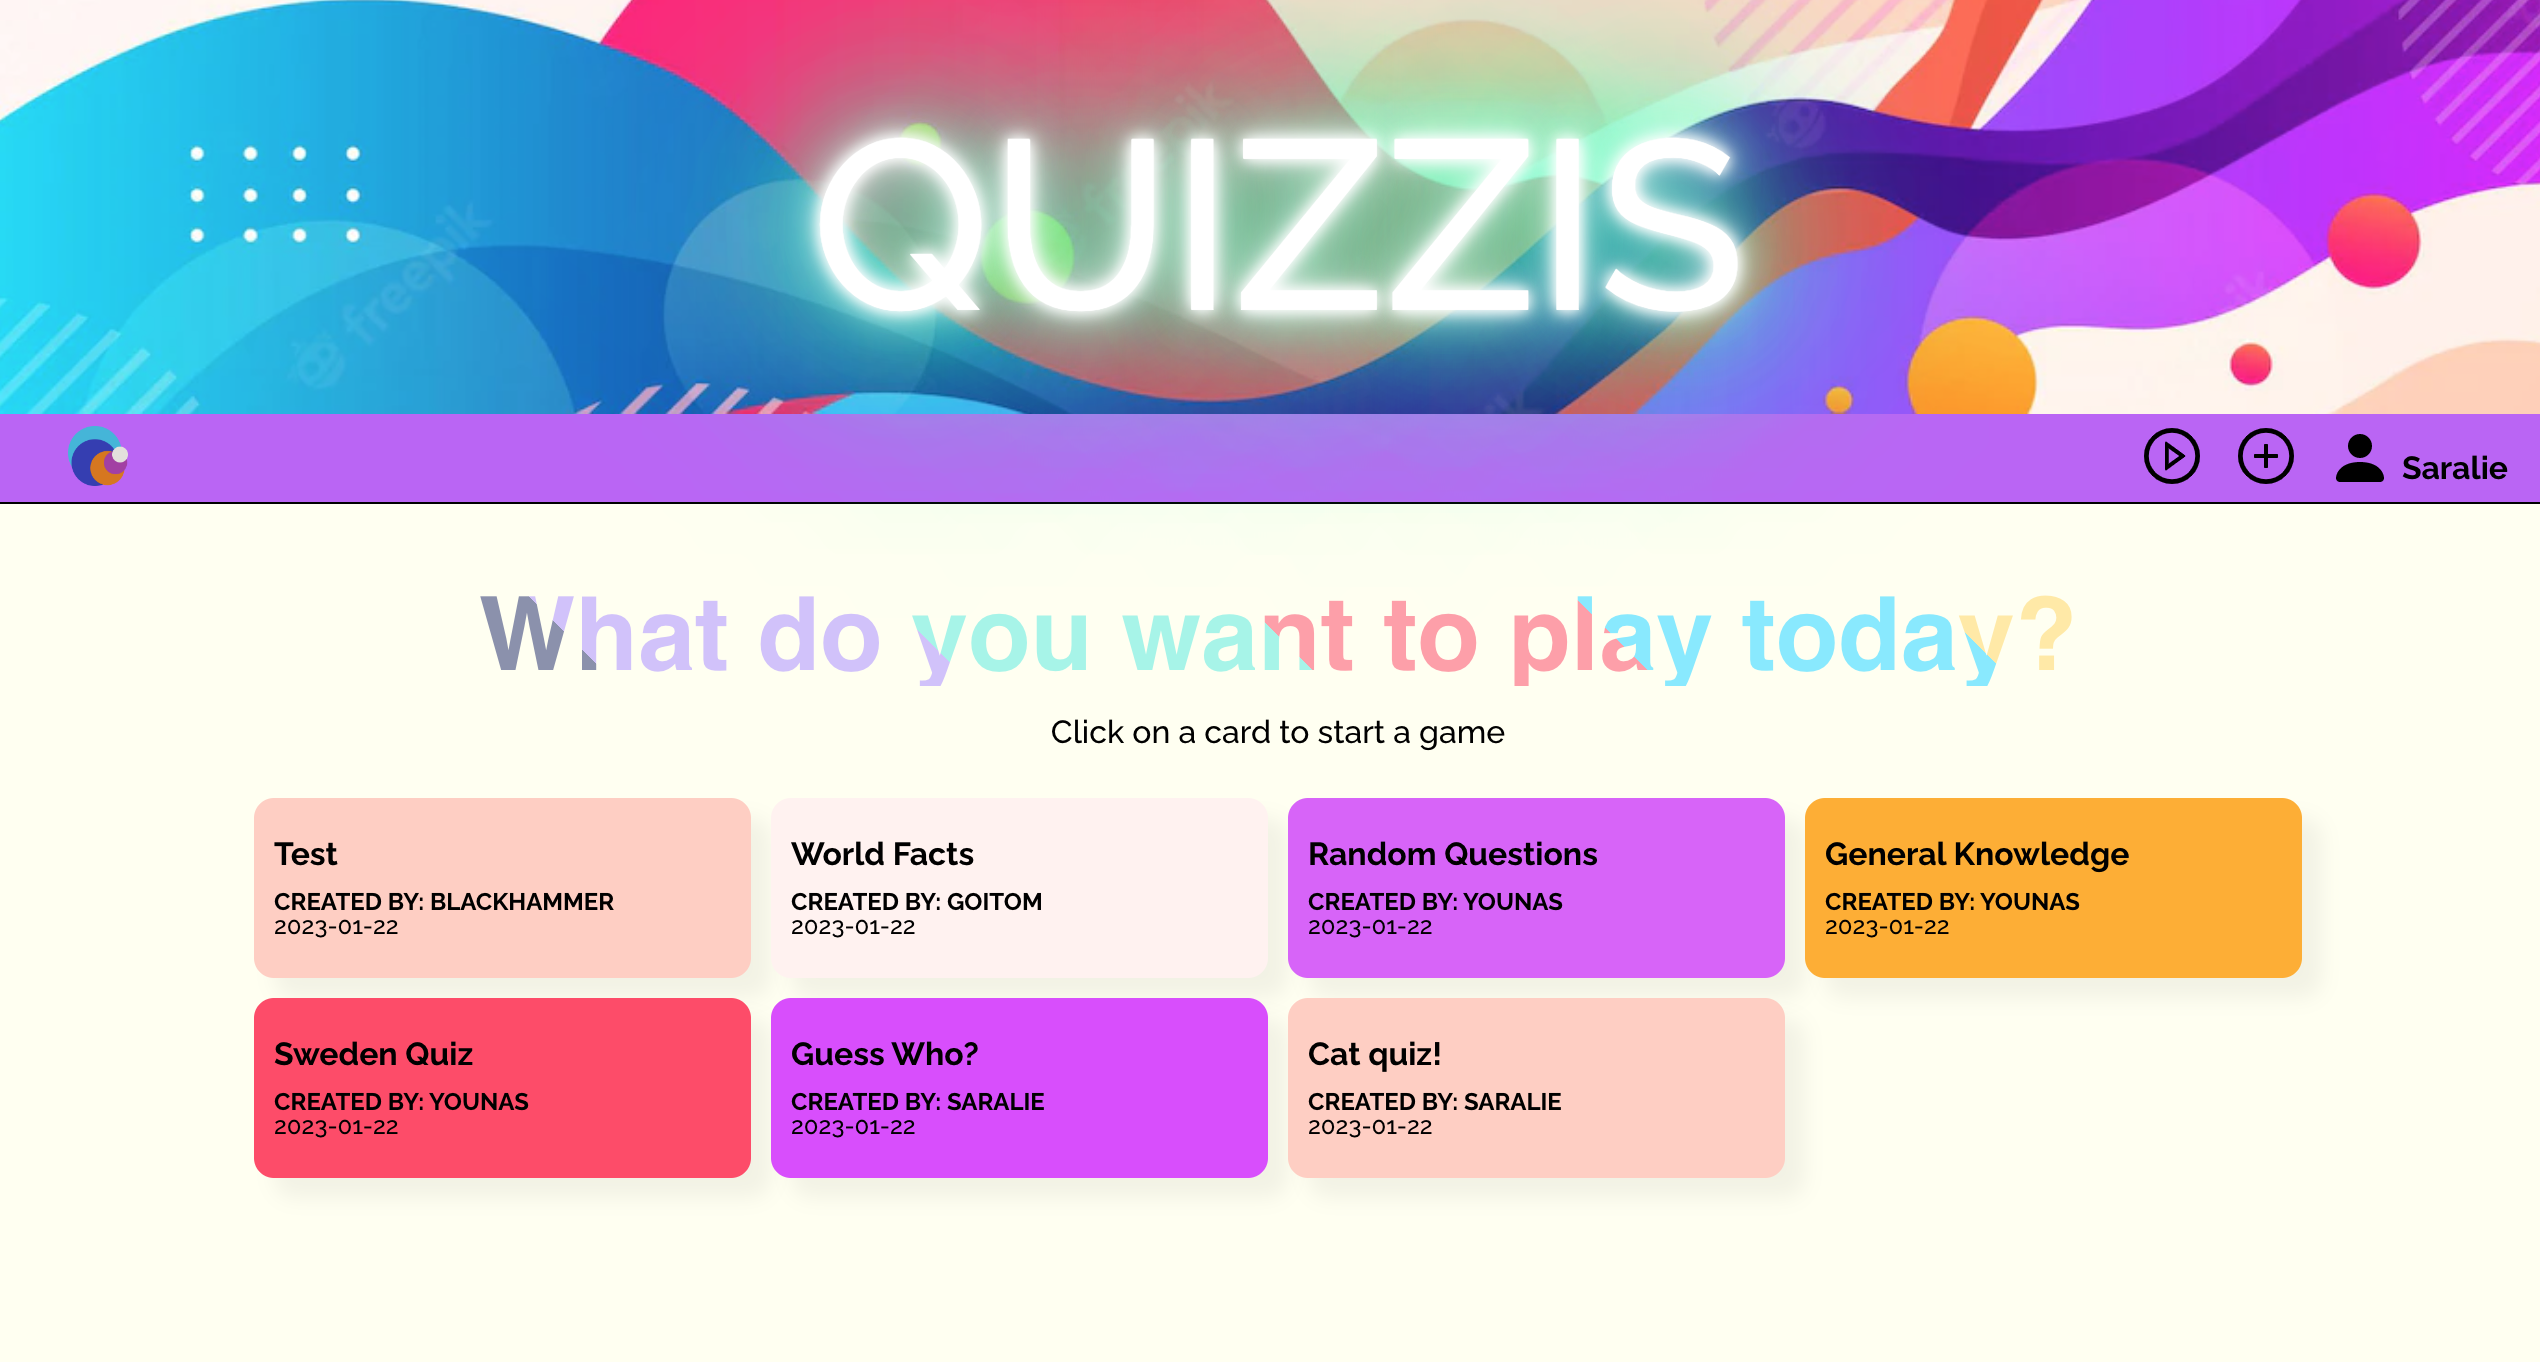 QUIZZIS
freepik
Saralie
What do you want to play today?
Click on a card to start a game
Test
CREATED BY: BLACKHAMMER
2023-01-22
World Facts
CREATED BY: GOITOM
2023-01-22
Random Questions
CREATED BY: YOUNAS
2023-01-22
General Knowledge
CREATED BY: YOUNAS
2023-01-22
Sweden Quiz
CREATED BY: YOUNAS
2023-01-22
Guess Who?
CREATED BY: SARALIE
2023-01-22
Cat quiz!
CREATED BY: SARALIE
2023-01-22